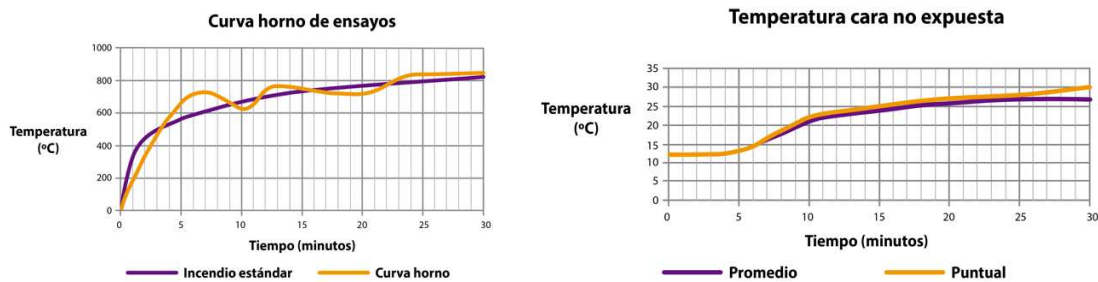 Curva horno de ensayos
1000
800
600
400
200
0
Temperatura
(ºC)
0 5 10 15 20 25 30
Tiempo (minutos)
Incendio estándar Curva horno
Temperatura cara no expuesta
35
30
25
20
15
10
5
0
Temperatura
(ºC)
0 5 10 15 20 25 30
Tiempo (minutos)
Promedio Puntual